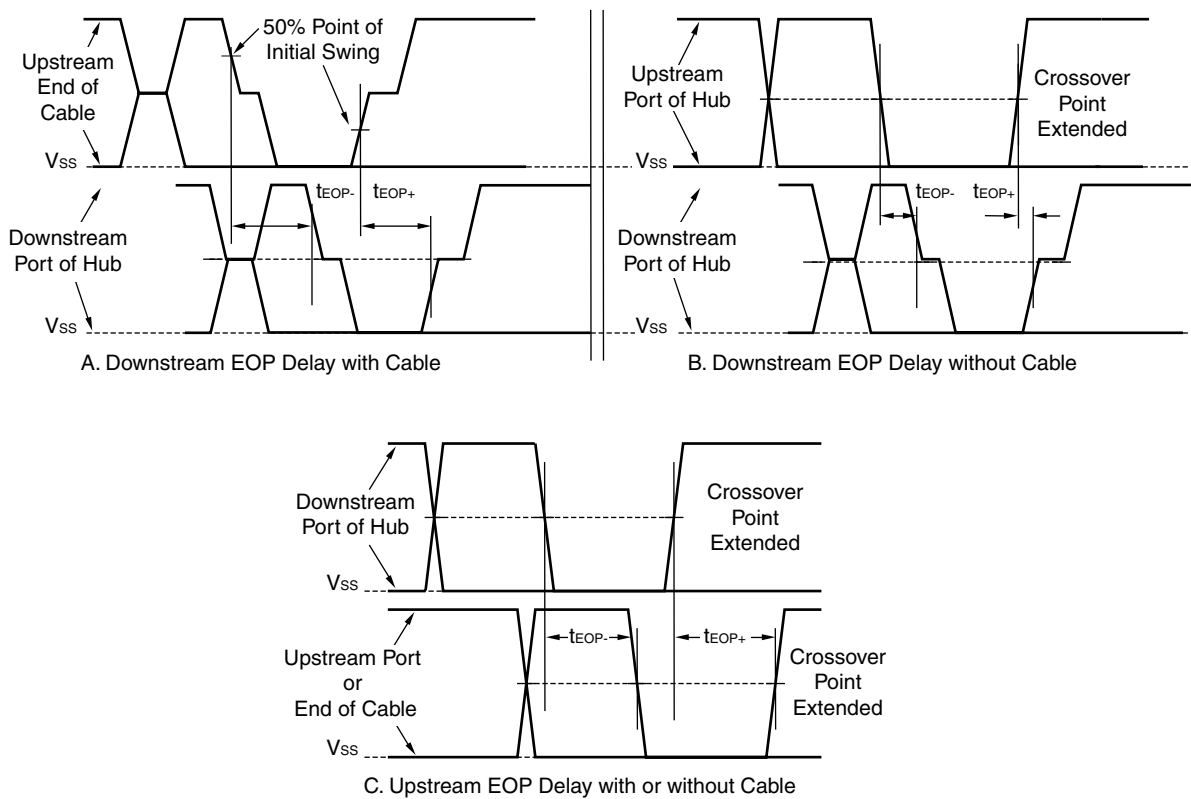 50% Point of
Initial Swing
Upstream
End of
Cable
VSS
tEOP-
tEOP+
Downstream
Port of Hub
VSS
A. Downstream EOP Delay with Cable
Upstream
Port of Hub
Crossover
Point
Extended
VSS
tEOP-
tEOP+
Downstream
Port of Hub
VSS
B. Downstream EOP Delay without Cable
Downstream
Port of Hub
Crossover
Point
Extended
VSS
tEOP-
tEOP+
Upstream Port
or
End of Cable
Crossover
Point
Extended
VSS
C. Upstream EOP Delay with or without Cable